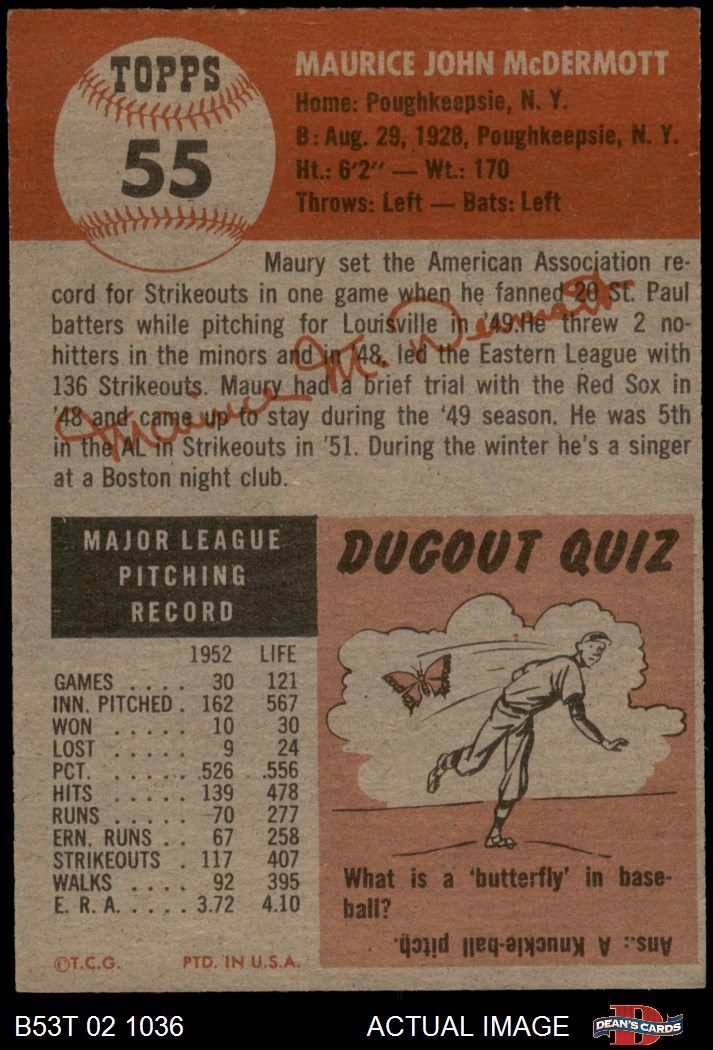 TOPPS
55
MAURICE JOHN McDERMOTT
Home: Poughkeepsie, N. Y.
B: Aug. 29, 1928, Poughkeepsie, N. Y.
Ht.: 6'2" — Wt.: 170
Throws: Left — Bats: Left
Maury set the American Association re-
cord for Strikeouts in one game when he fanned 20 St. Paul
batters while pitching for Louisville in '49. He threw 2 no-
hitters in the minors and in '48, led the Eastern League with
136 Strikeouts. Maury had a brief trial with the Red Sox in
'48 and came up to stay during the '49 season. He was 5th
in the AL in Strikeouts in '51. During the winter he's a singer
at a Boston night club.
Maurice M. Dermott
MAJOR LEAGUE
PITCHING
RECORD
1952 LIFE
GAMES . . . . 30 121
INN. PITCHED . 162 567
WON . . . . . 10 30
LOST . . . . . 9 24
PCT. . . . . . .526 .556
HITS . . . . . 139 478
RUNS . . . . . 70 277
ERN. RUNS . . 67 258
STRIKEOUTS . 117 407
WALKS . . . . 92 395
E. R. A. . . . . 3.72 4.10
©T.C.G. PTD. IN U.S.A.
DUGOUT QUIZ
What is a 'butterfly' in base-
ball?
Ans.: A Knuckle-ball pitch.
B53T 02 1036 ACTUAL IMAGE
D
DEAN'S CARDS